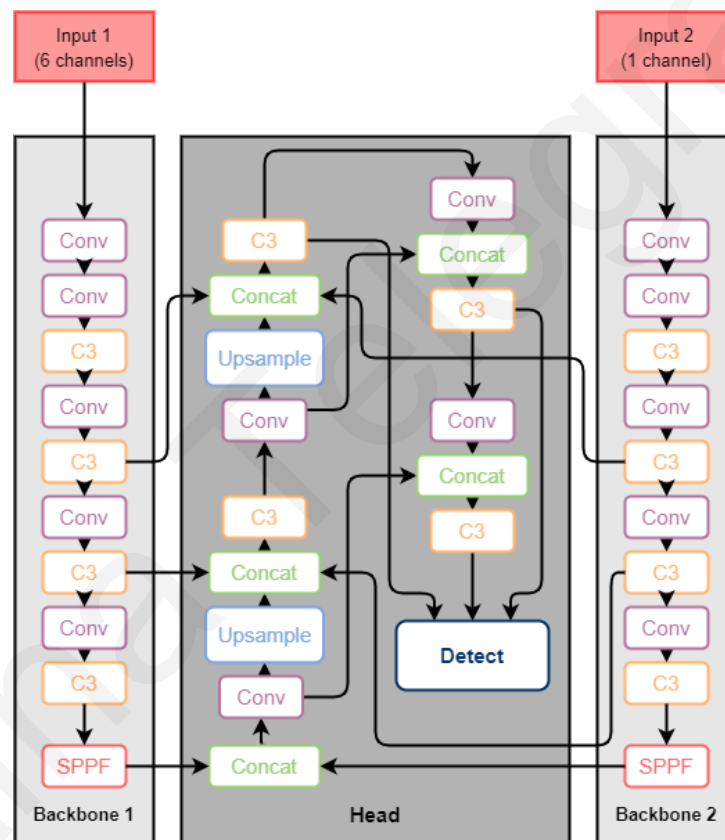 Input 1
(6 channels)
Input 2
(1 channel)
Conv
Conv
C3
Conv
C3
Conv
C3
Conv
C3
SPPF
Backbone 1
C3
Concat
Upsample
Conv
C3
Concat
Upsample
Conv
Concat
Conv
Concat
C3
Conv
Concat
C3
Detect
Head
Conv
Conv
C3
Conv
C3
Conv
C3
Conv
C3
SPPF
Backbone 2